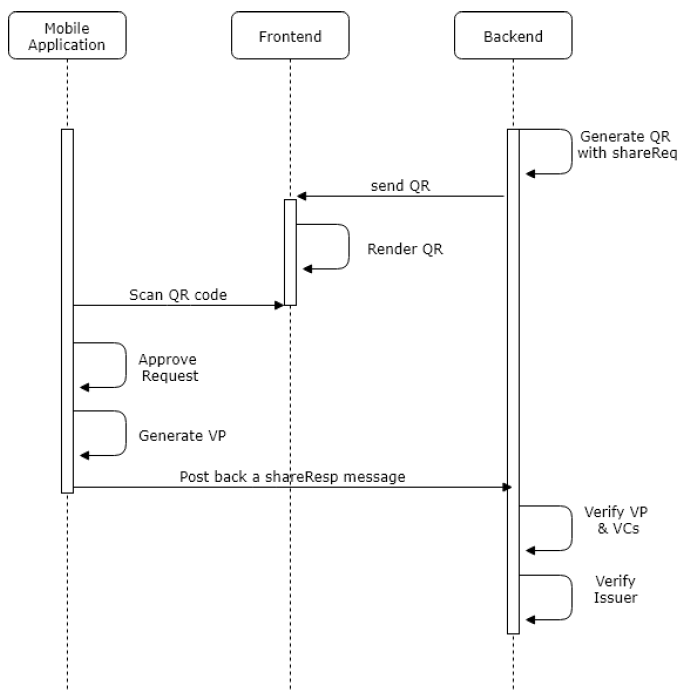 Mobile
Application
Frontend
Backend
Generate QR
with shareReq
send QR
Render QR
Scan QR code
Approve
Request
Generate VP
Post back a shareResp message
Verify VP
& VCs
Verify
Issuer